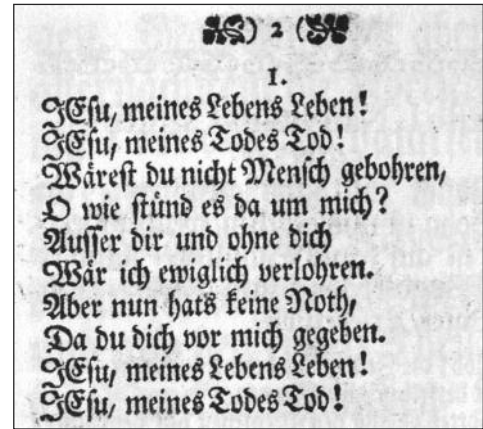 ) 2 (
I.
JEsu, meines Lebens Leben!
JEsu, meines Todes Tod!
Wärest du nicht Mensch gebohren,
O wie stünd es da um mich?
Ausser dir und ohne dich
Wär ich ewiglich verlohren.
Aber nun hats keine Noth,
Da du dich vor mich gegeben.
JEsu, meines Lebens Leben!
JEsu, meines Todes Tod!